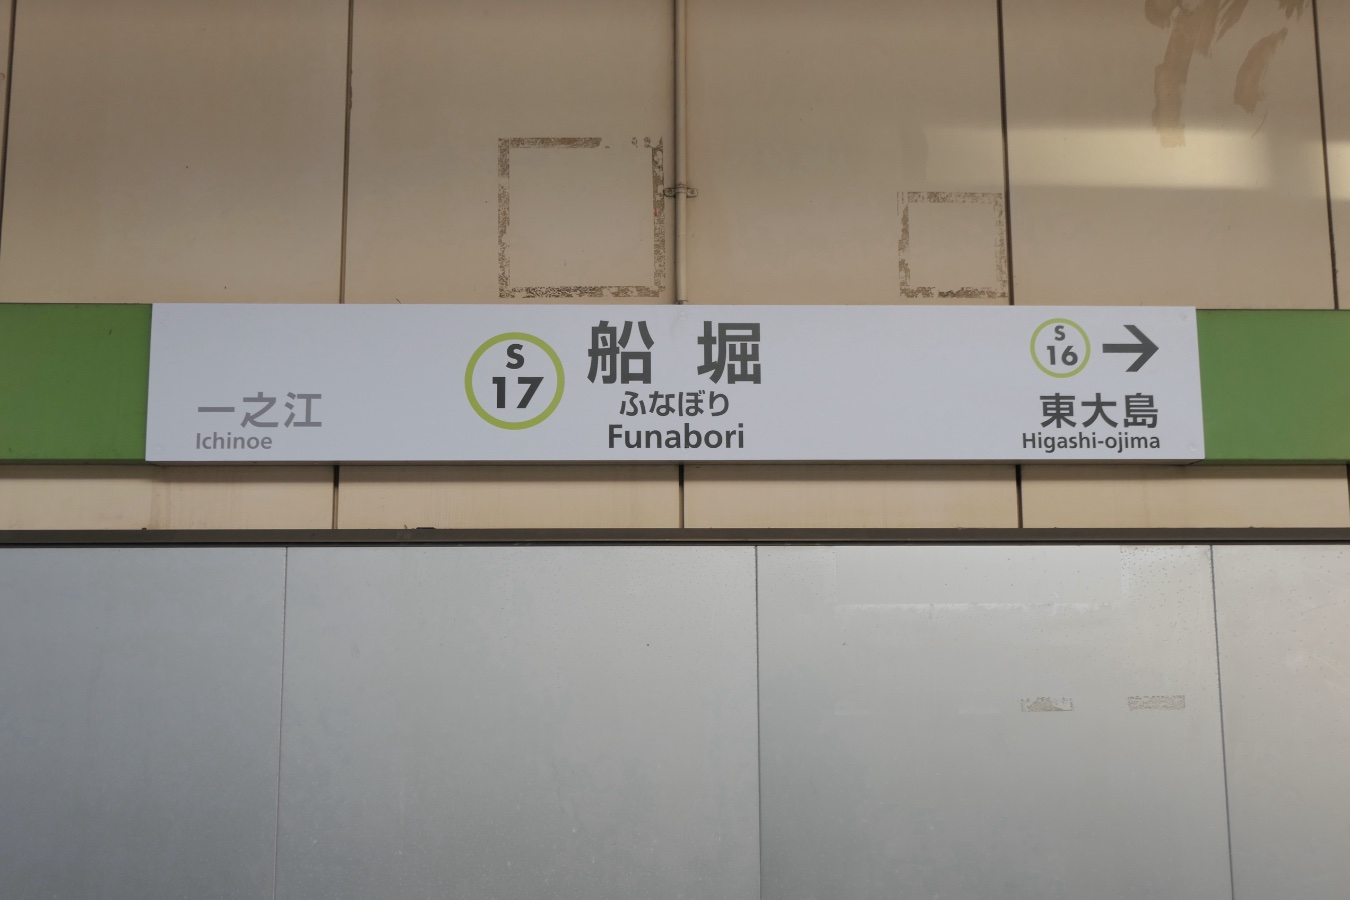 一之江
Ichinoe
S
17
船堀
ふなぼり
Funabori
S
16
→
東大島
Higashi-ojima